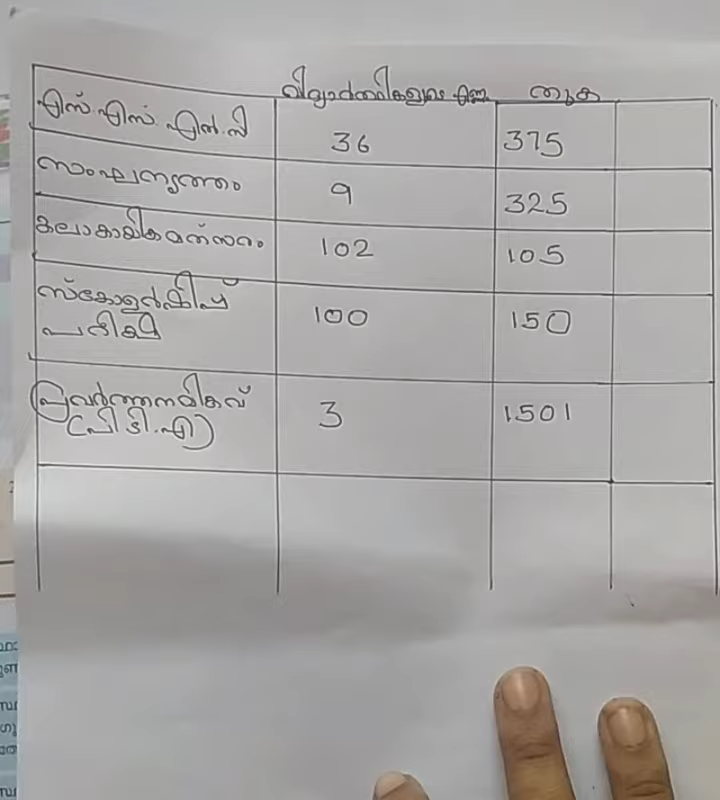 വിദ്യാർത്ഥികളുടെ എണ്ണം തുക
എസ്.എസ്.എൽ.സി 36 375
സംഘനൃത്തം 9 325
കലാകായികമത്സരം 102 105
സ്കോളർഷിപ്പ് 100 150
പരീക്ഷ
പ്രവർത്തനമികവ് 3 1501
(പി.ടി.എ)